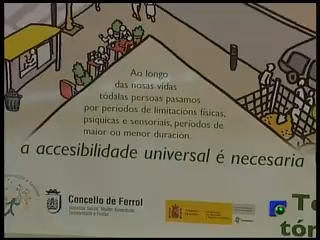 Ao longo
das nosas vidas
tódalas persoas pasamos
por períodos de limitacións físicas,
psíquicas e sensoriais, períodos de
maior ou menor duración.
a accesibilidade universal é necesaria
Concello de Ferrol